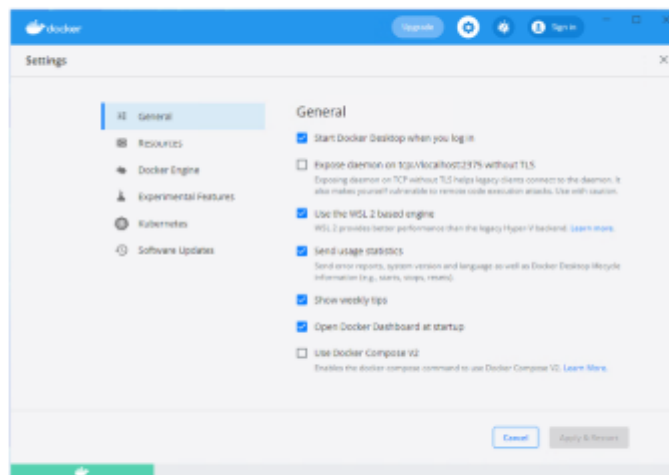 docker
Upgrade
Sign in
Settings
General
Resources
Docker Engine
Experimental Features
Kubernetes
Software Updates
General
Start Docker Desktop when you log in
Expose daemon on tcp://localhost:2375 without TLS
Exposing daemon on TCP without TLS helps legacy clients connect to the daemon. It
also makes yourself vulnerable to remote code execution attacks. Use with caution.
Use the WSL 2 based engine
WSL 2 provides better performance than the legacy Hyper-V backend. Learn more.
Send usage statistics
Send error reports, system version and language as well as Docker Desktop lifecycle
information (e.g., starts, stops, resets).
Show weekly tips
Open Docker Dashboard at startup
Use Docker Compose V2
Enables the docker compose command to use Docker Compose V2. Learn More.
Cancel
Apply & Restart